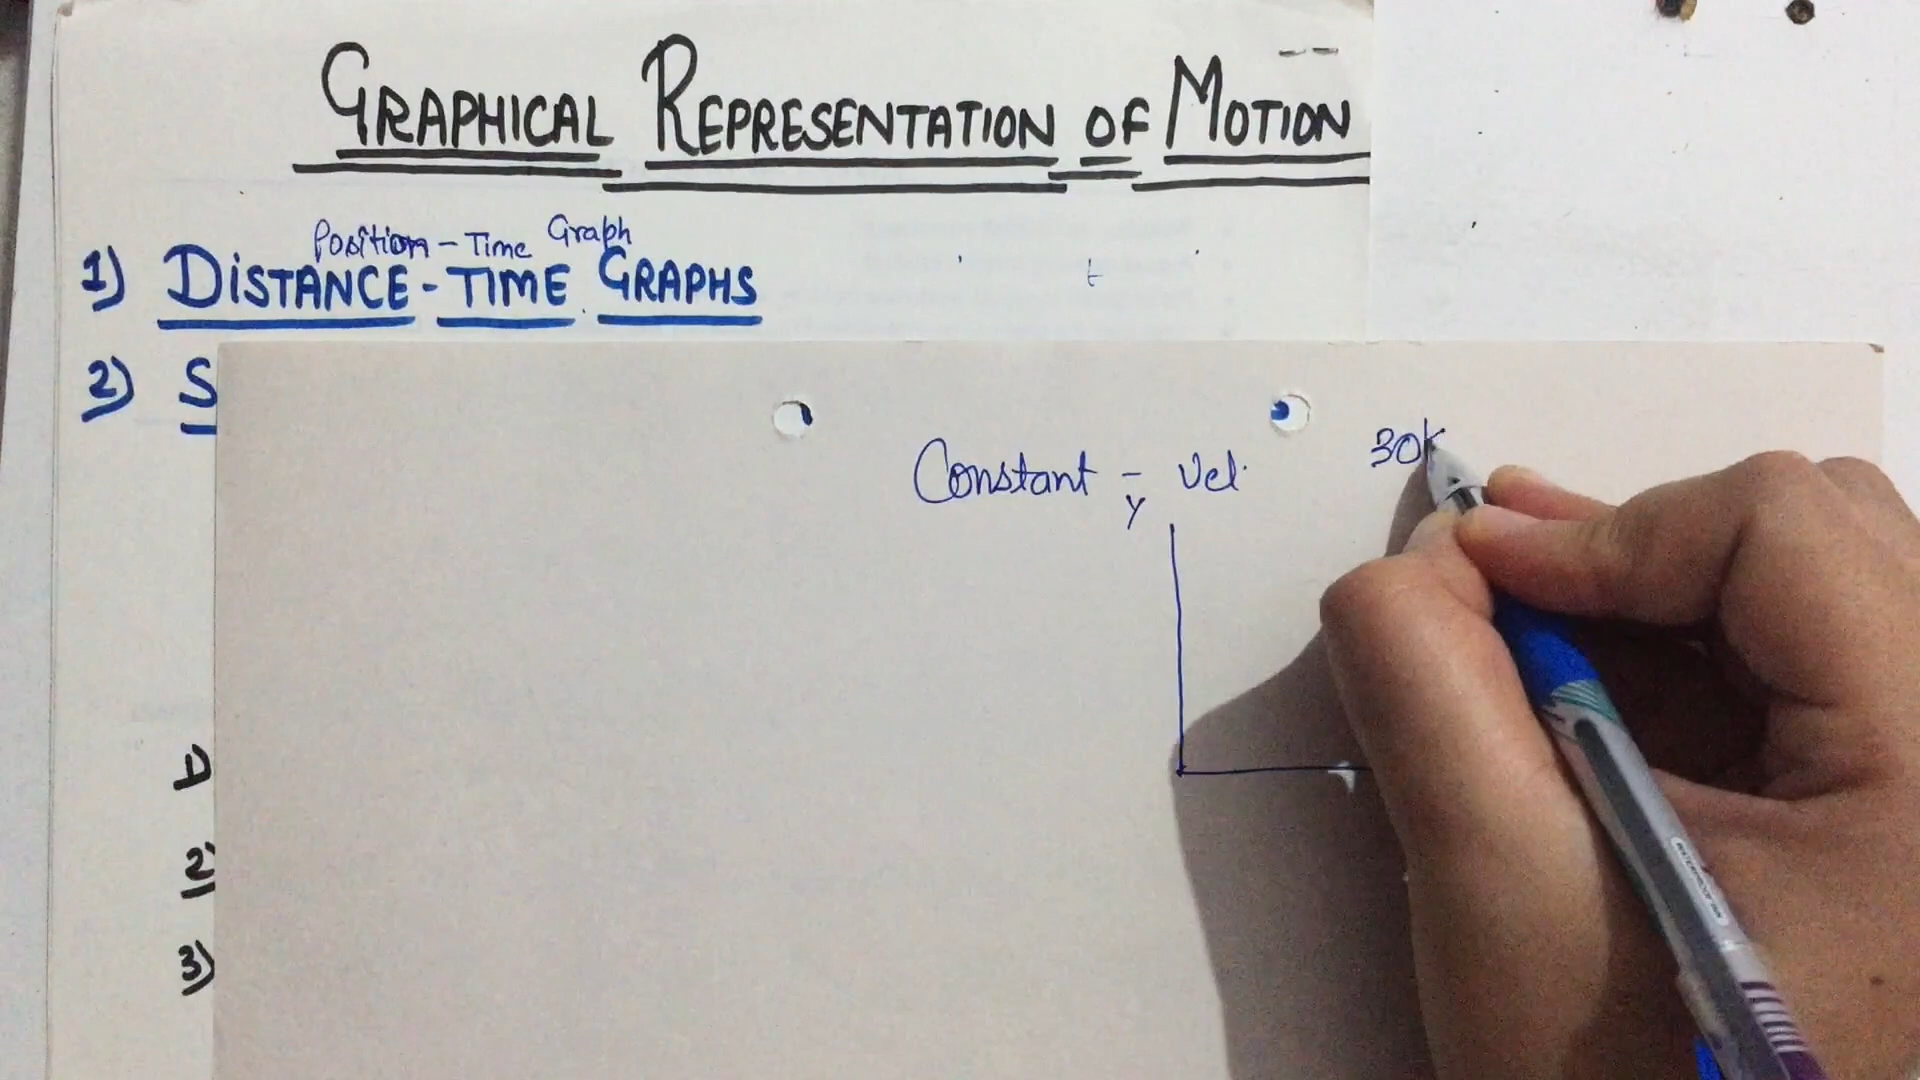 GRAPHICAL REPRESENTATION OF MOTION
Position - Time Graph
1) DISTANCE - TIME GRAPHS
t
2) S
Constant - Vel.
30K
y
1)
2)
3)